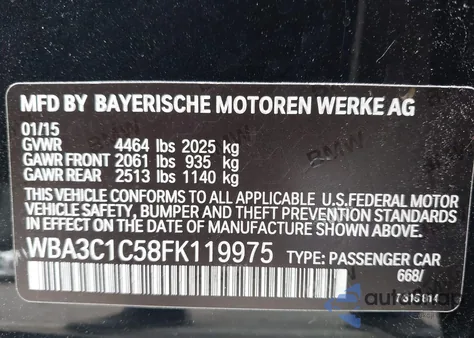 MFD BY BAYERISCHE MOTOREN WERKE AG
01/15
GVWR 4464 lbs 2025 kg
GAWR FRONT 2061 lbs 935 kg
GAWR REAR 2513 lbs 1140 kg
THIS VEHICLE CONFORMS TO ALL APPLICABLE U.S.FEDERAL MOTOR
VEHICLE SAFETY, BUMPER AND THEFT PREVENTION STANDARDS
IN EFFECT ON THE DATE OF MANUFACTURE SHOWN ABOVE.
WBA3C1C58FK119975 TYPE: PASSENGER CAR
668/